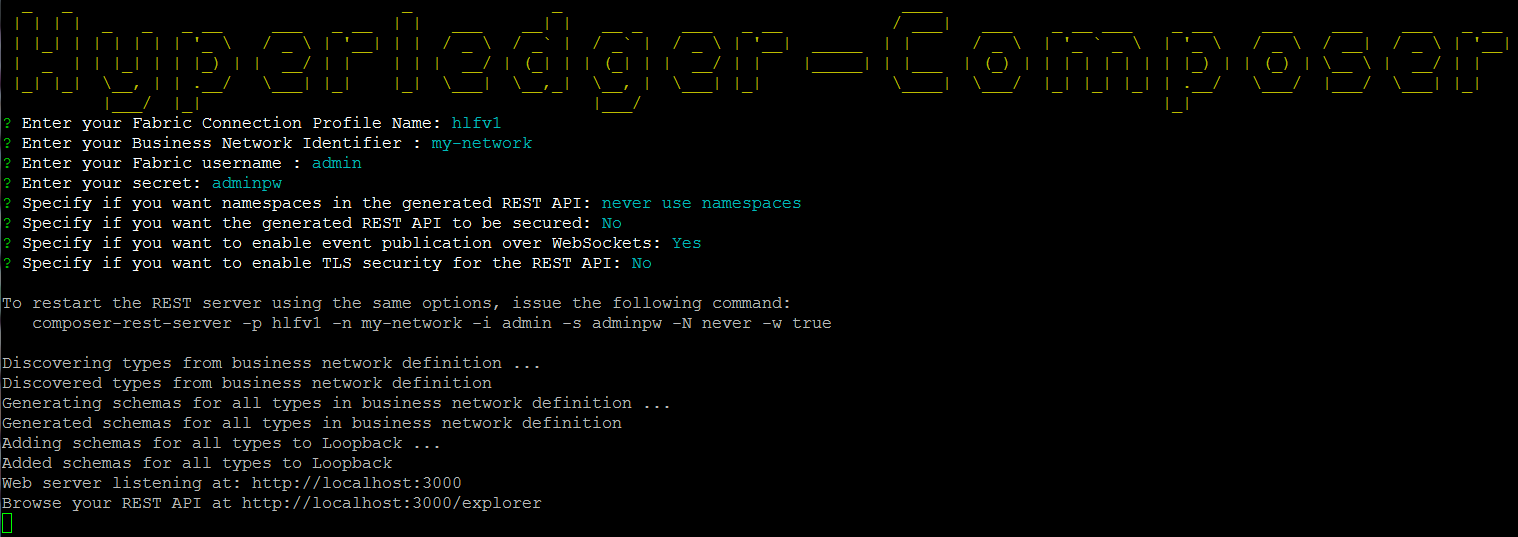 Hyperledger-Composer
? Enter your Fabric Connection Profile Name: hlfv1
? Enter your Business Network Identifier : my-network
? Enter your Fabric username : admin
? Enter your secret: adminpw
? Specify if you want namespaces in the generated REST API: never use namespaces
? Specify if you want the generated REST API to be secured: No
? Specify if you want to enable event publication over WebSockets: Yes
? Specify if you want to enable TLS security for the REST API: No
To restart the REST server using the same options, issue the following command:
composer-rest-server -p hlfv1 -n my-network -i admin -s adminpw -N never -w true
Discovering types from business network definition ...
Discovered types from business network definition
Generating schemas for all types in business network definition ...
Generated schemas for all types in business network definition
Adding schemas for all types to Loopback ...
Added schemas for all types to Loopback
Web server listening at: http://localhost:3000
Browse your REST API at http://localhost:3000/explorer